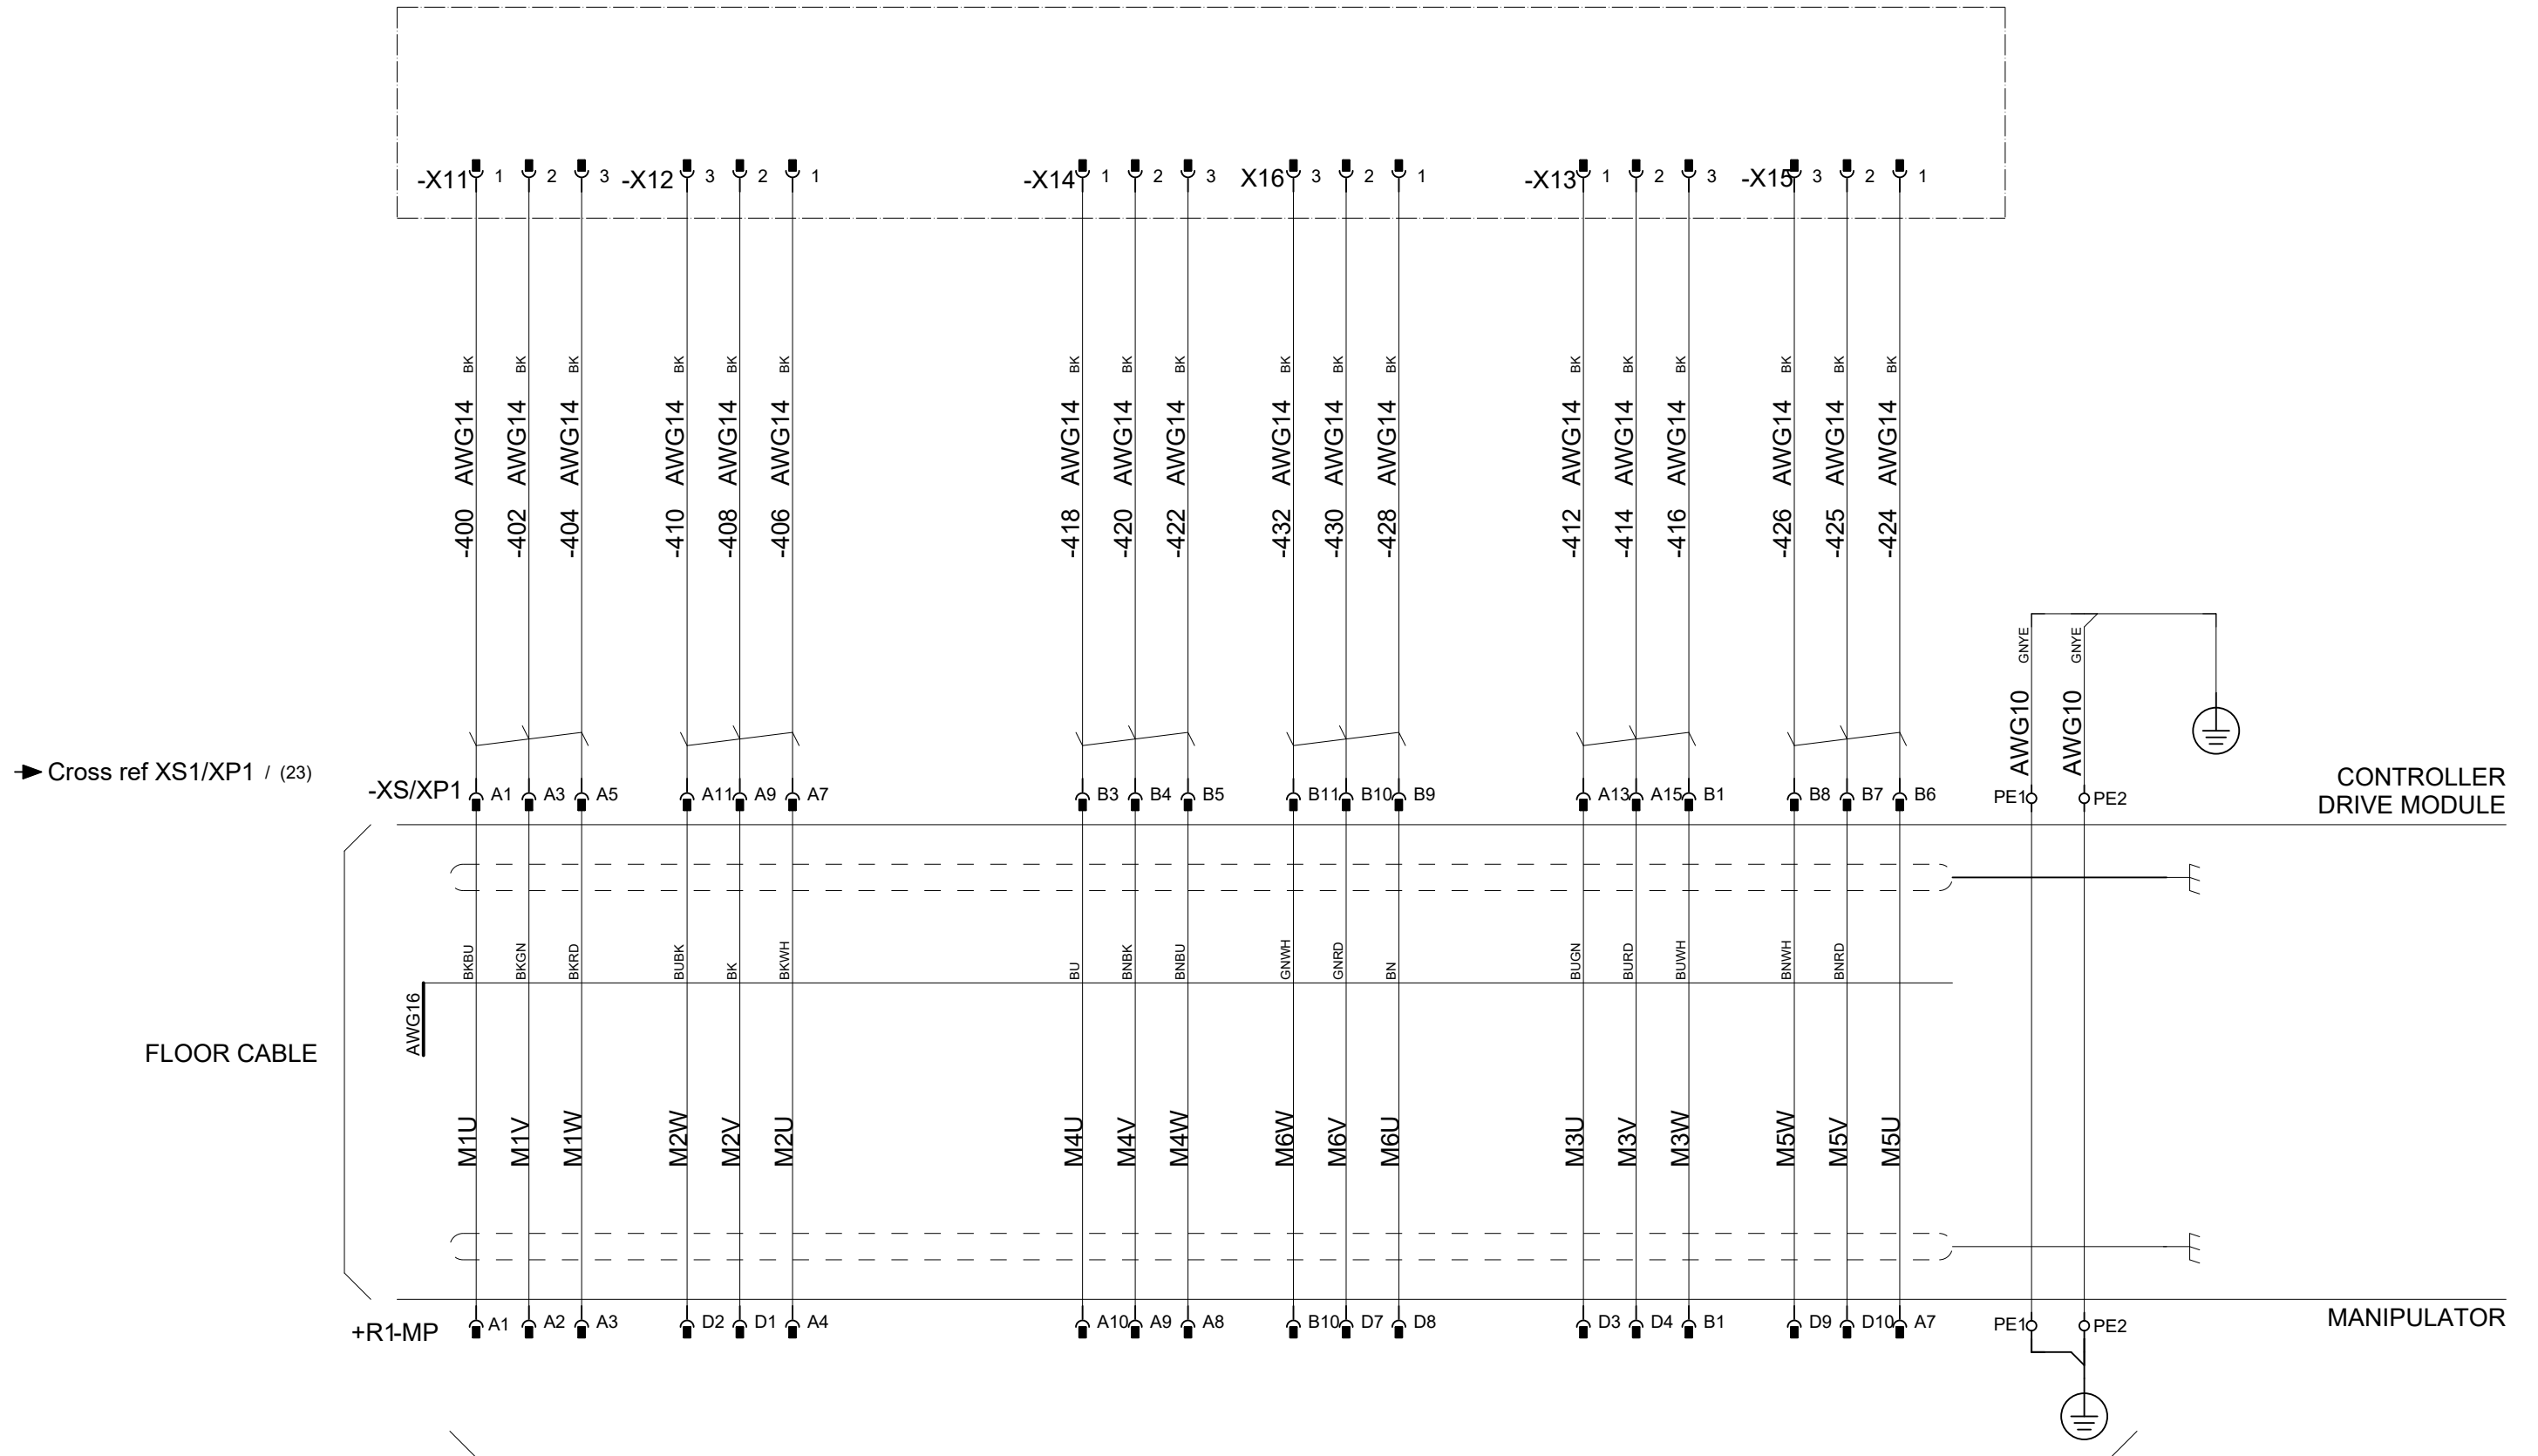 -X11 1 2 3 -X12 3 2 1 -X14 1 2 3 X16 3 2 1 -X13 1 2 3 -X15 3 2 1
BK BK BK BK BK BK BK BK BK BK BK BK BK BK BK BK BK BK
AWG14 AWG14 AWG14 AWG14 AWG14 AWG14 AWG14 AWG14 AWG14 AWG14 AWG14 AWG14 AWG14 AWG14 AWG14 AWG14 AWG14 AWG14
-400 -402 -404 -410 -408 -406 -418 -420 -422 -432 -430 -428 -412 -414 -416 -426 -425 -424
GNYE GNYE
AWG10 AWG10
Cross ref XS1/XP1 / (23)
-XS/XP1 A1 A3 A5 A11 A9 A7 B3 B4 B5 B11 B10 B9 A13 A15 B1 B8 B7 B6 PE1 PE2
CONTROLLER
DRIVE MODULE
BKBU BKGN BKRD BUBK BK BKWH BU BNBK BNBU GNWH GNRD BN BUGN BURD BUWH BNWH BNRD
AWG16
FLOOR CABLE
M1U M1V M1W M2W M2V M2U M4U M4V M4W M6W M6V M6U M3U M3V M3W M5W M5V M5U
+R1-MP A1 A2 A3 D2 D1 A4 A10 A9 A8 B10 D7 D8 D3 D4 B1 D9 D10 A7 PE1 PE2
MANIPULATOR